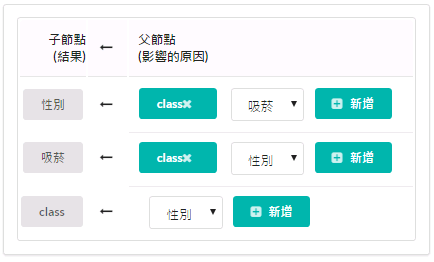 子節點
(結果)
←
父節點
(影響的原因)
性別 ← class✖ 吸菸 ▼ 新增
吸菸 ← class✖ 性別 ▼ 新增
class ← 性別 ▼ 新增